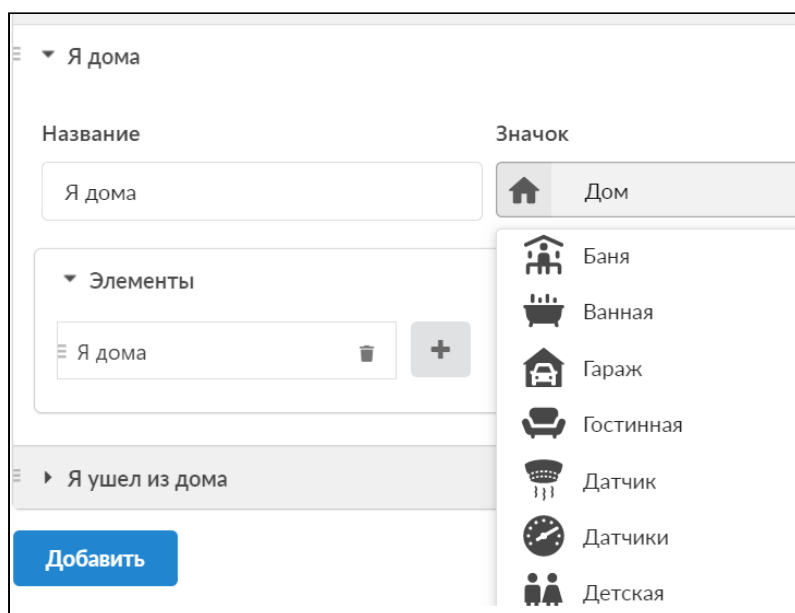 Я дома
Название
Значок
Я дома
Дом
Элементы
Я дома
Баня
Ванная
Гараж
Гостинная
Датчик
Датчики
Детская
Я ушел из дома
Добавить